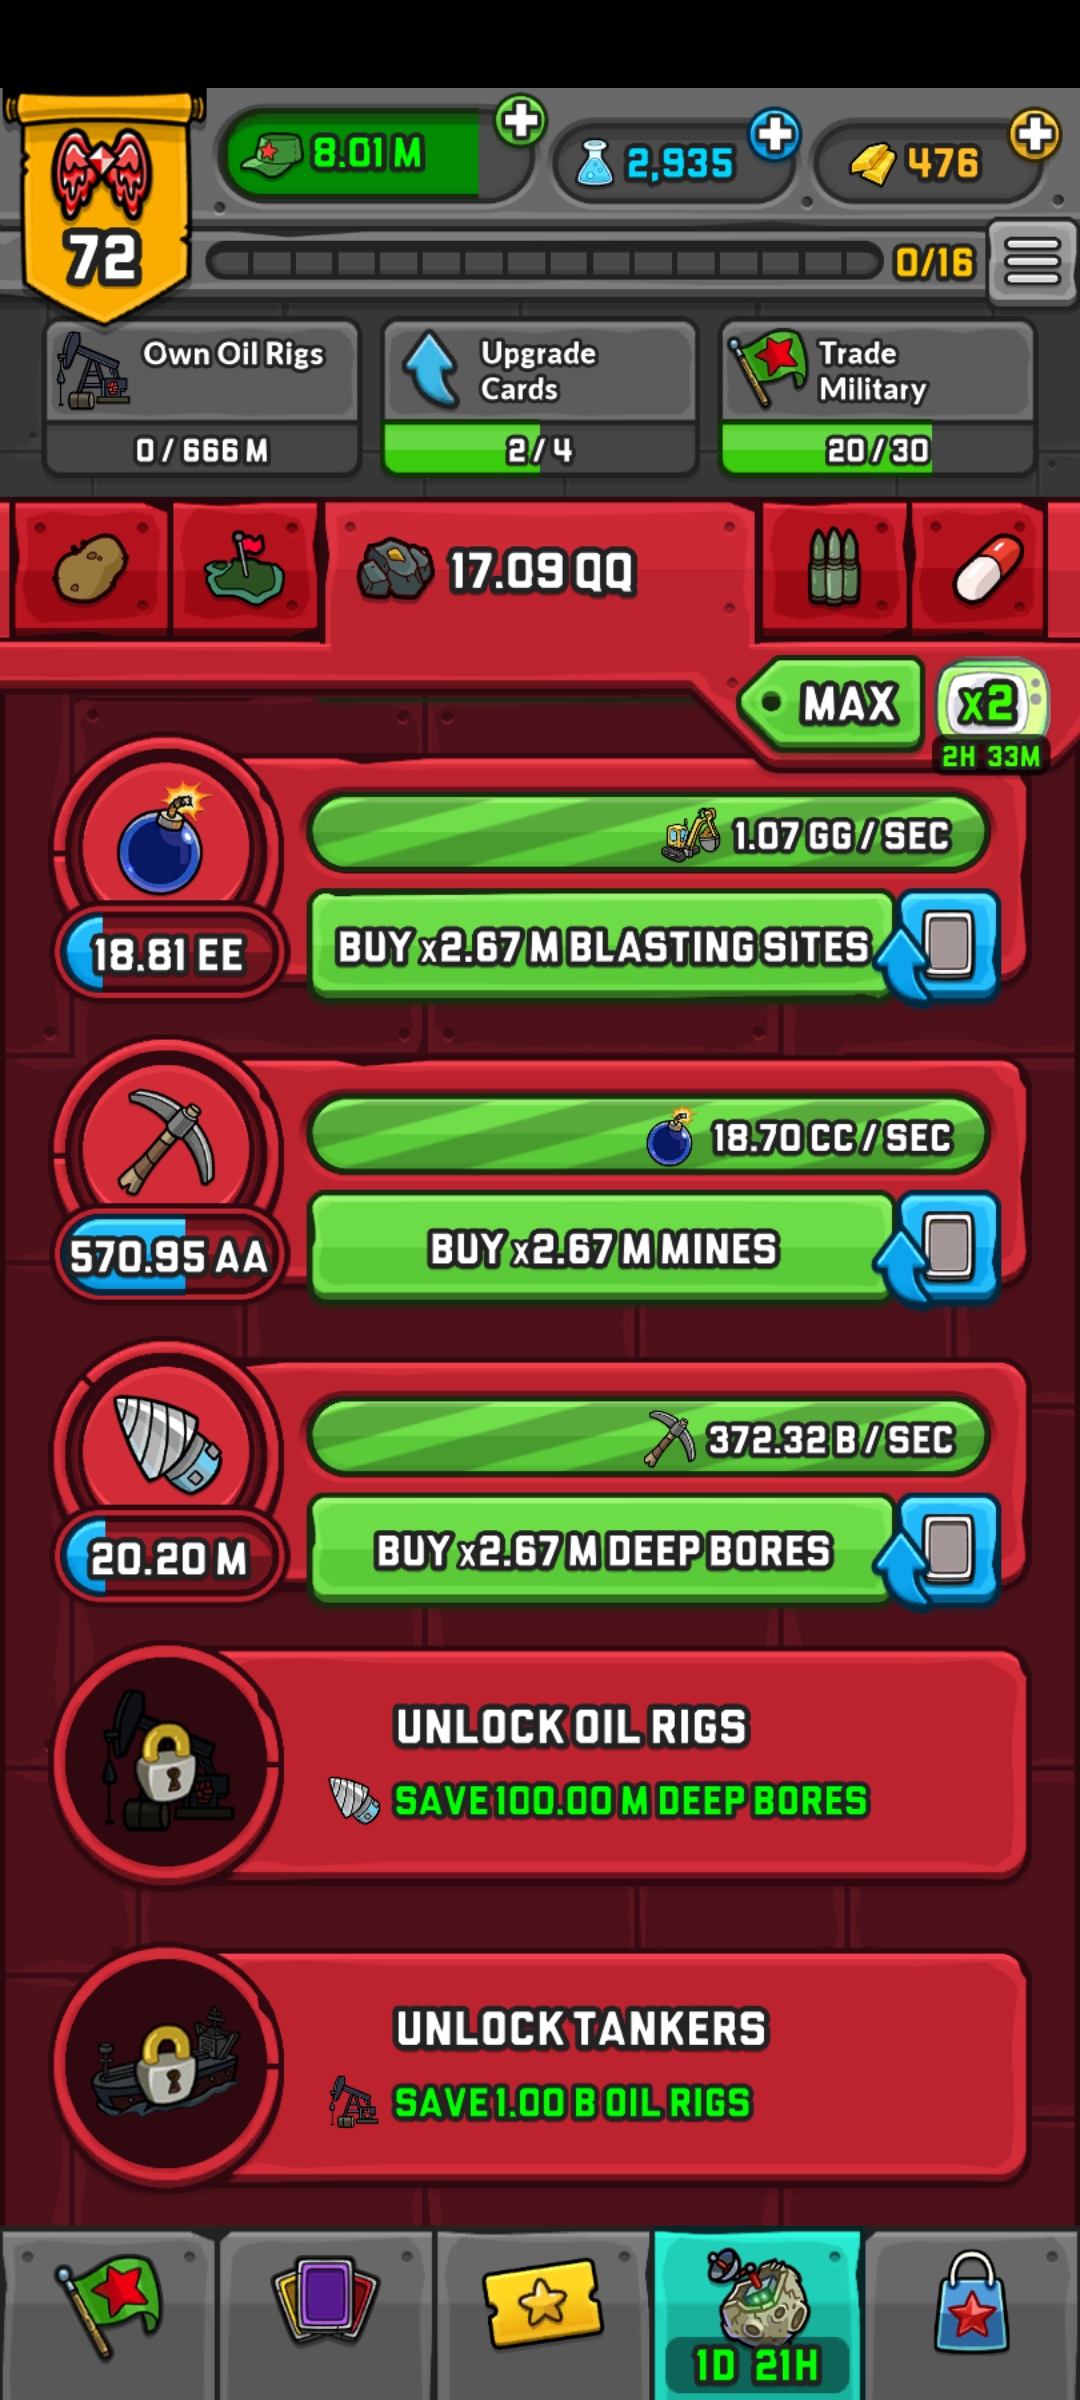 8.01 M
2,935
476
72
0/16
Own Oil Rigs
0 / 666 M
Upgrade
Cards
2 / 4
Trade
Military
20 / 30
17.09 QQ
MAX
x2
2H 33M
1.07 GG / SEC
18.81 EE
BUY x2.67 M BLASTING SITES
18.70 CC / SEC
570.95 AA
BUY x2.67 M MINES
372.32 B / SEC
20.20 M
BUY x2.67 M DEEP BORES
UNLOCK OIL RIGS
SAVE 100.00 M DEEP BORES
UNLOCK TANKERS
SAVE 1.00 B OIL RIGS
1D 21H